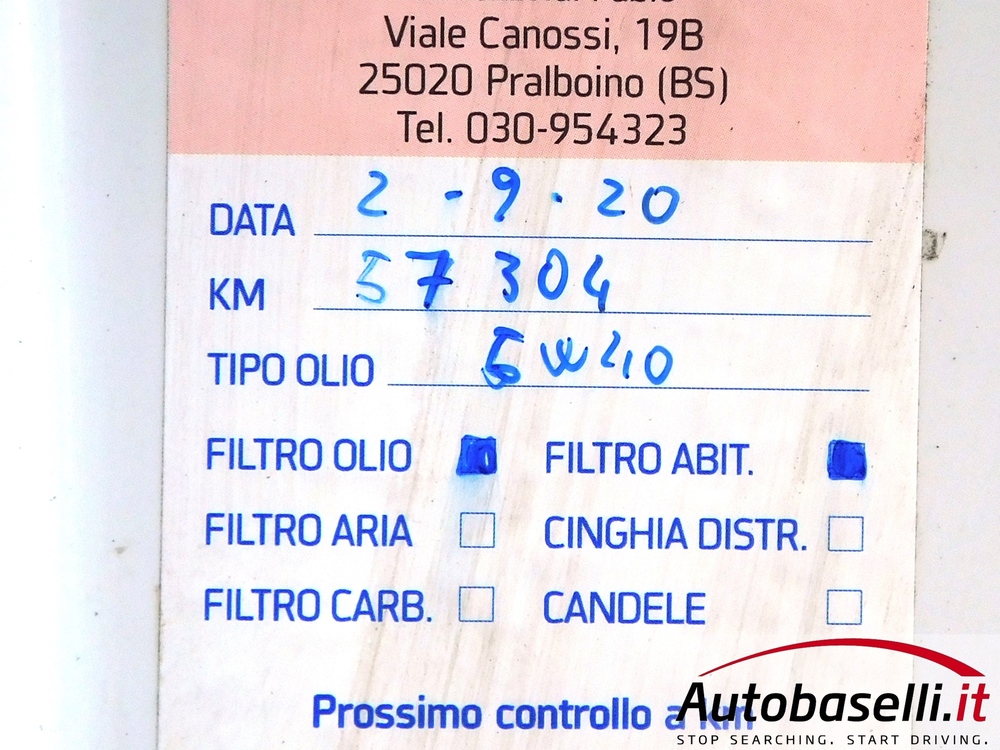 Viale Canossi, 19B
25020 Pralboino (BS)
Tel. 030-954323
DATA 2 - 9 . 20
KM 57304
TIPO OLIO 5W40
FILTRO OLIO FILTRO ABIT.
FILTRO ARIA CINGHIA DISTR.
FILTRO CARB. CANDELE
Prossimo controllo a km
Autobaselli.it
STOP SEARCHING. START DRIVING.